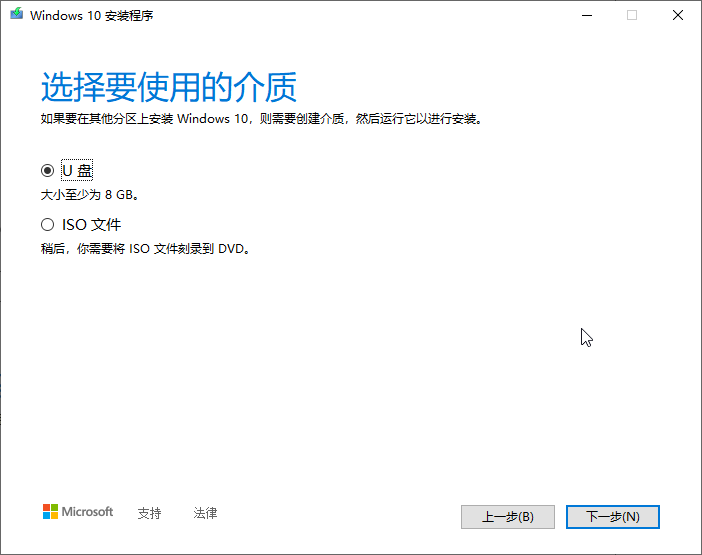 Windows 10 安装程序
选择要使用的介质
如果要在其他分区上安装 Windows 10，则需要创建介质，然后运行它以进行安装。
U 盘
大小至少为 8 GB。
ISO 文件
稍后，你需要将 ISO 文件刻录到 DVD。
Microsoft 支持 法律 上一步(B) 下一步(N)